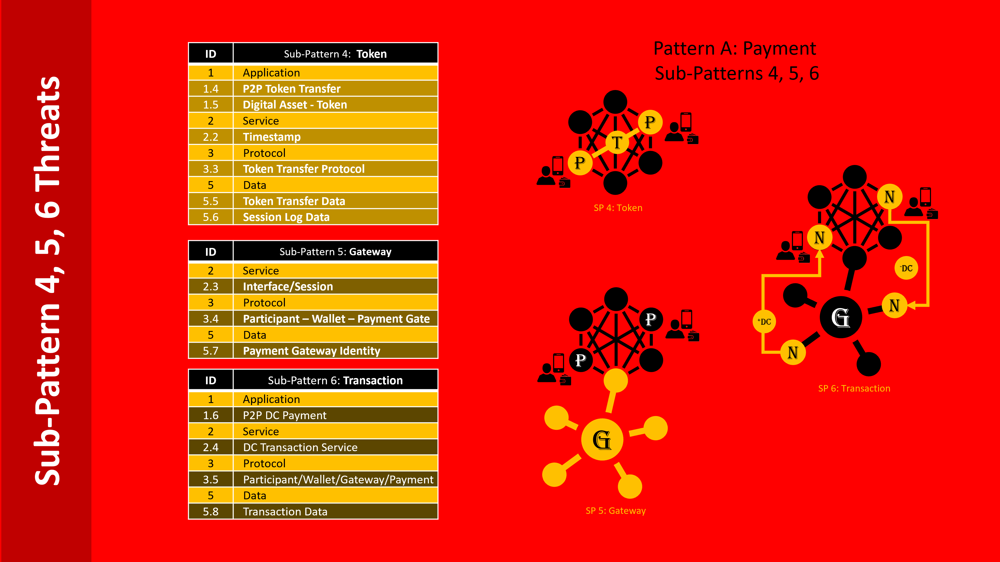 Sub-Pattern 4, 5, 6 Threats
ID Sub-Pattern 4: Token
1 Application
1.4 P2P Token Transfer
1.5 Digital Asset - Token
2 Service
2.2 Timestamp
3 Protocol
3.3 Token Transfer Protocol
5 Data
5.5 Token Transfer Data
5.6 Session Log Data
ID Sub-Pattern 5: Gateway
2 Service
2.3 Interface/Session
3 Protocol
3.4 Participant – Wallet – Payment Gate
5 Data
5.7 Payment Gateway Identity
ID Sub-Pattern 6: Transaction
1 Application
1.6 P2P DC Payment
2 Service
2.4 DC Transaction Service
3 Protocol
3.5 Participant/Wallet/Gateway/Payment
5 Data
5.8 Transaction Data
Pattern A: Payment
Sub-Patterns 4, 5, 6
P
T
P
SP 4: Token
P
P
G
SP 5: Gateway
N
N
-DC
N
G
+DC
N
SP 6: Transaction